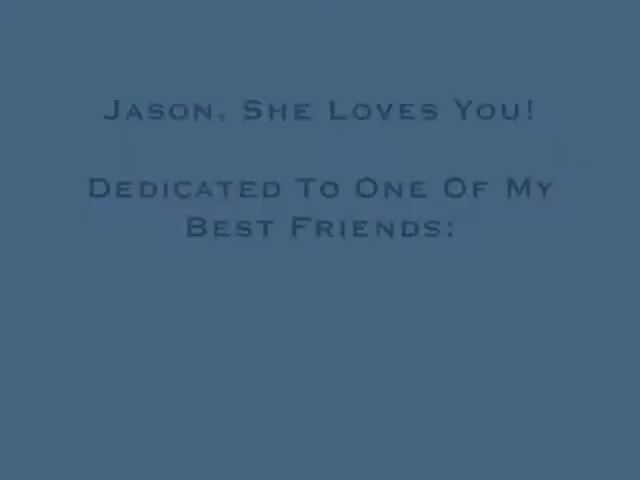 Jason, She Loves You!
Dedicated To One Of My
Best Friends: